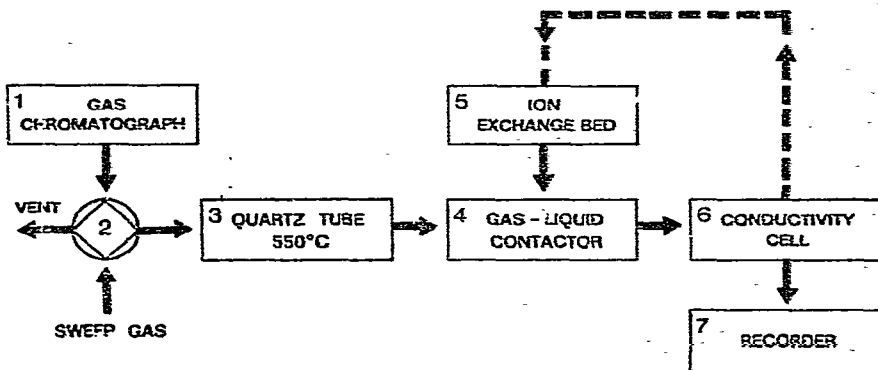 1 GAS
CHROMATOGRAPH
5 ION
EXCHANGE BED
VENT
2
3 QUARTZ TUBE
550°C
4 GAS-LIQUID
CONTACTOR
6 CONDUCTIVITY
CELL
SWEEP GAS
7 RECORDER